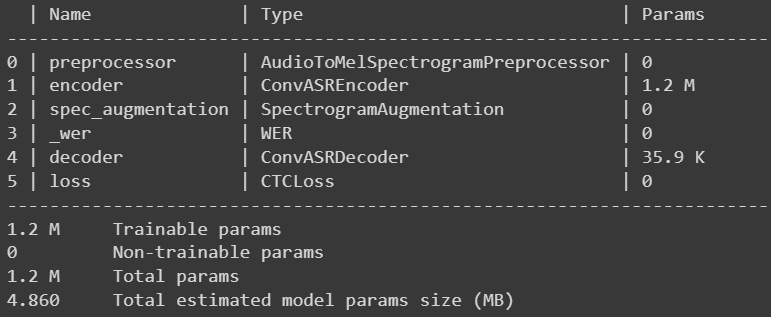 | Name              | Type                              | Params
------------------------------------------------------------------------
0 | preprocessor      | AudioToMelSpectrogramPreprocessor | 0
1 | encoder           | ConvASREncoder                    | 1.2 M
2 | spec_augmentation | SpectrogramAugmentation           | 0
3 | _wer              | WER                               | 0
4 | decoder           | ConvASRDecoder                    | 35.9 K
5 | loss              | CTCLoss                           | 0
------------------------------------------------------------------------
1.2 M     Trainable params
0         Non-trainable params
1.2 M     Total params
4.860     Total estimated model params size (MB)